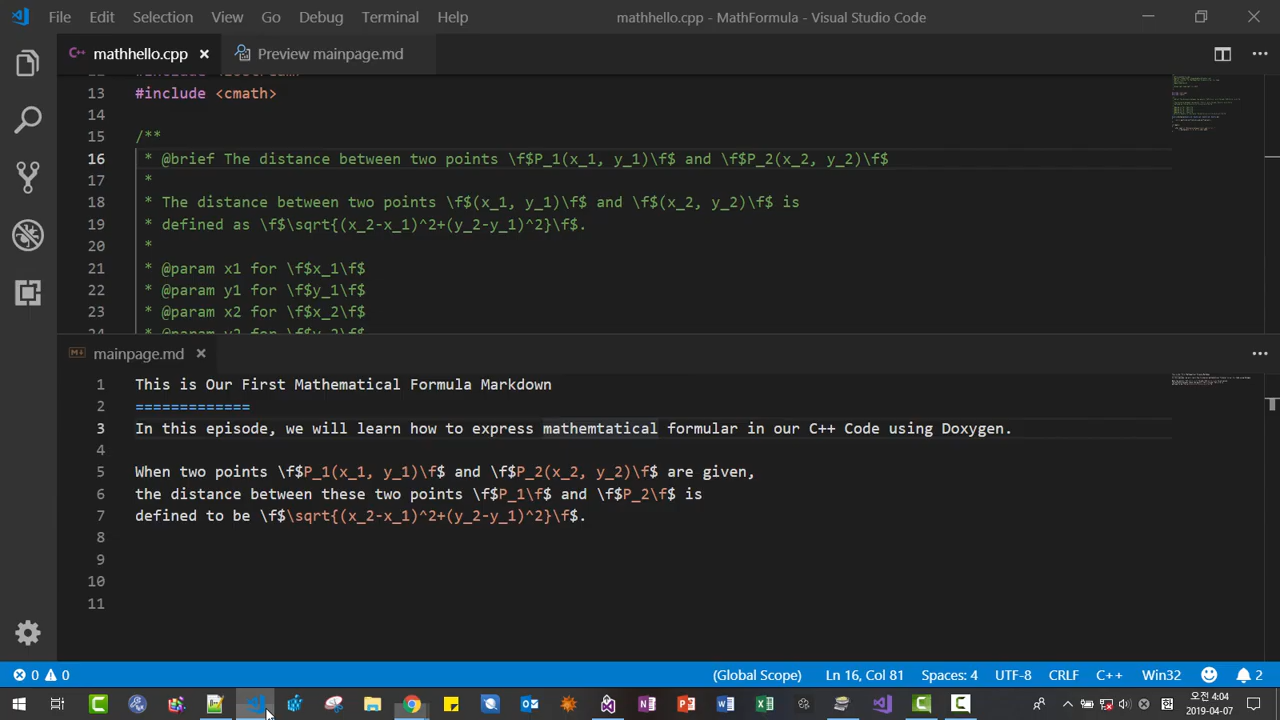 File Edit Selection View Go Debug Terminal Help mathhello.cpp - MathFormula - Visual Studio Code
C++ mathhello.cpp × Preview mainpage.md
13 #include <cmath>
14
15 /**
16 * @brief The distance between two points \f$P_1(x_1, y_1)\f$ and \f$P_2(x_2, y_2)\f$
17 *
18 * The distance between two points \f$(x_1, y_1)\f$ and \f$(x_2, y_2)\f$ is
19 * defined as \f$\sqrt{(x_2-x_1)^2+(y_2-y_1)^2}\f$.
20 *
21 * @param x1 for \f$x_1\f$
22 * @param y1 for \f$y_1\f$
23 * @param x2 for \f$x_2\f$
24 * @param y2 for \f$y_2\f$
mainpage.md ×
1 This is Our First Mathematical Formula Markdown
2 =============
3 In this episode, we will learn how to express mathemtatical formular in our C++ Code using Doxygen.
4
5 When two points \f$P_1(x_1, y_1)\f$ and \f$P_2(x_2, y_2)\f$ are given,
6 the distance between these two points \f$P_1\f$ and \f$P_2\f$ is
7 defined to be \f$\sqrt{(x_2-x_1)^2+(y_2-y_1)^2}\f$.
8
9
10
11
0 0 (Global Scope) Ln 16, Col 81 Spaces: 4 UTF-8 CRLF C++ Win32 2
오전 4:04
2019-04-07